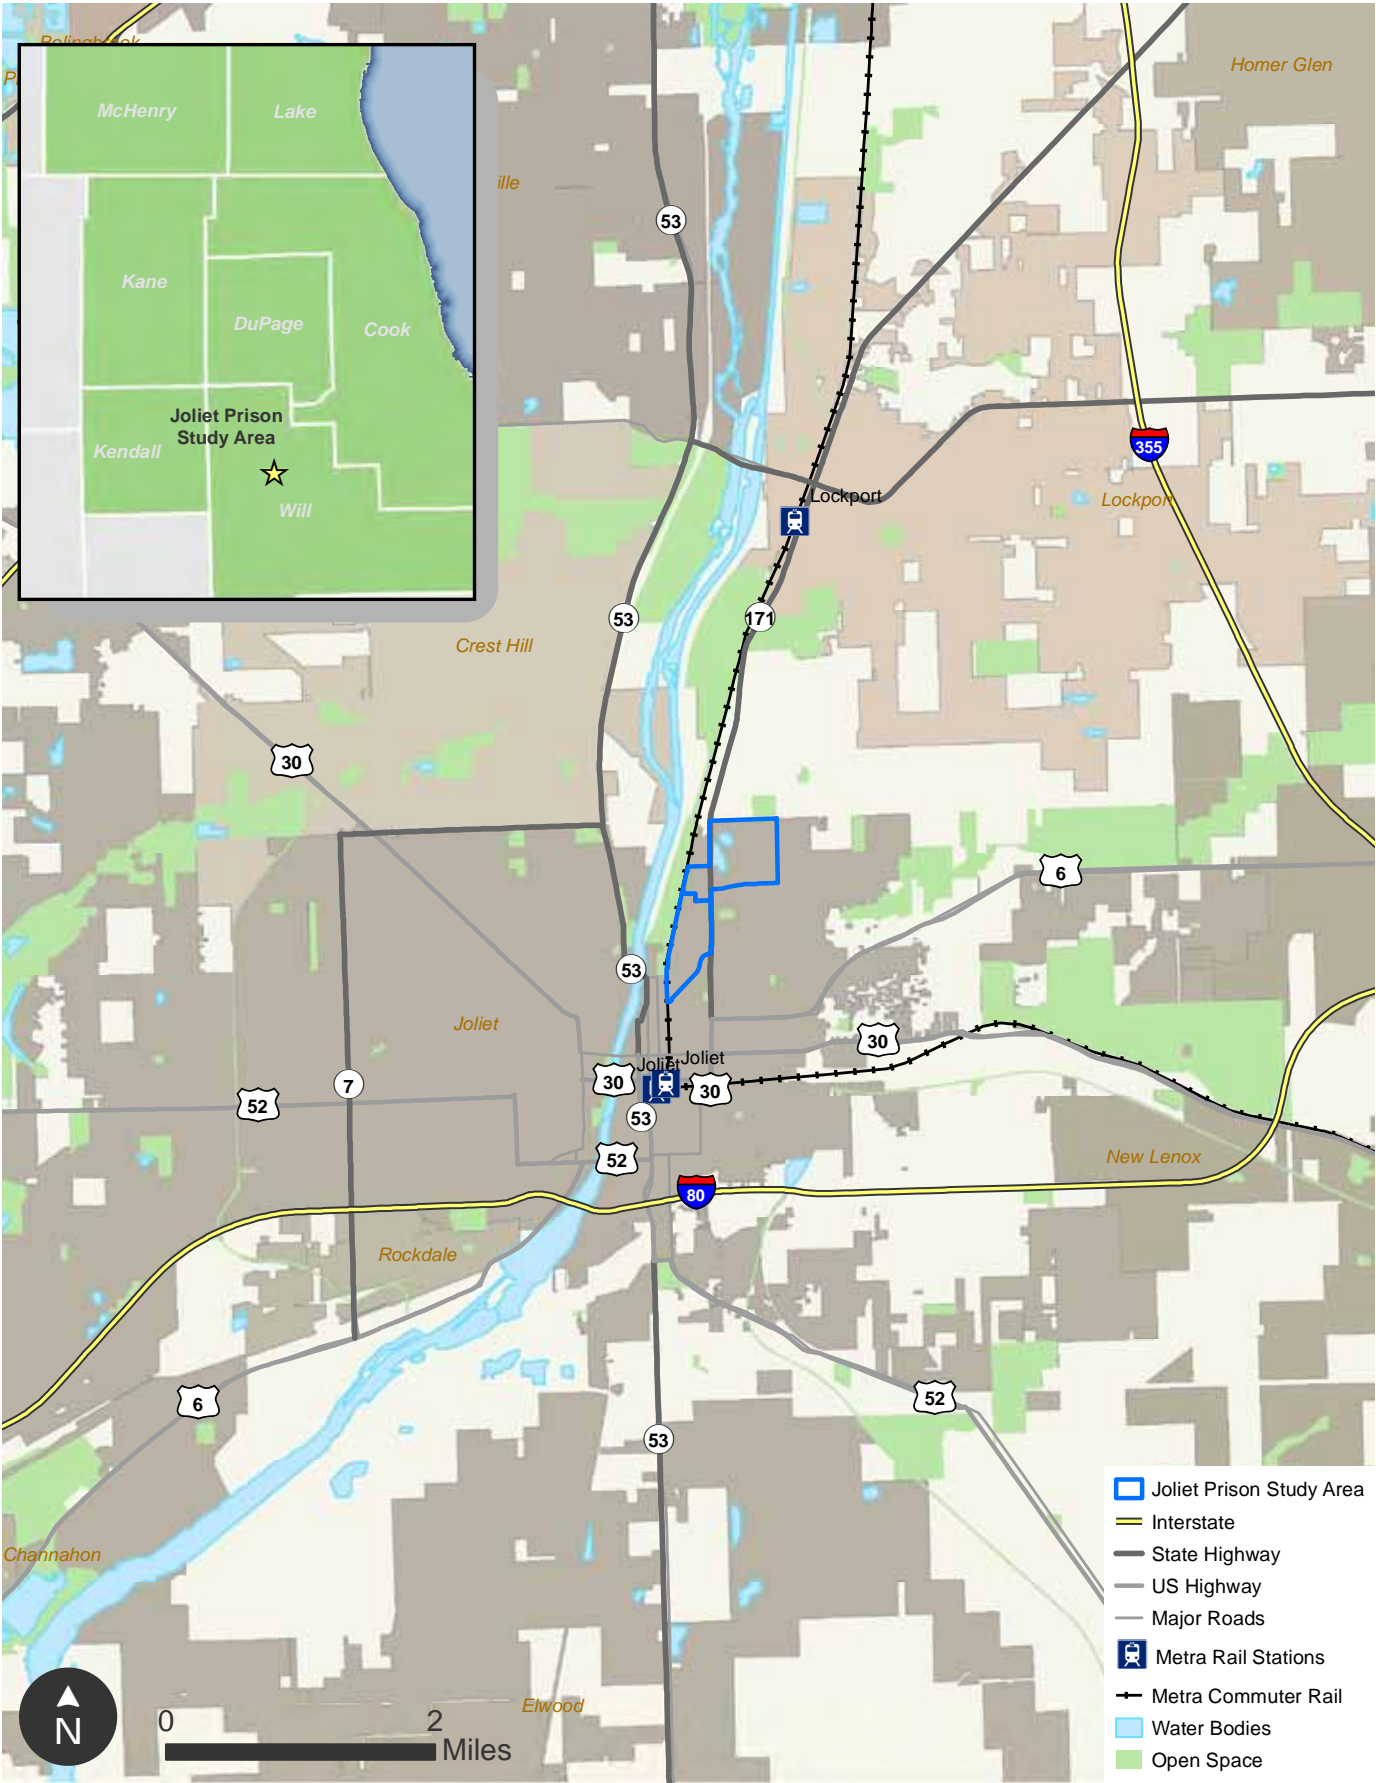 Homer Glen
McHenry
Lake
ille
53
Kane
DuPage
Cook
Joliet Prison
Study Area
Kendall
Will
355
Lockport
Lockport
53
171
Crest Hill
30
6
53
Joliet
30
Joliet
Joliet
7
30
30
52
53
52
New Lenox
80
Rockdale
6
52
53
Channahon
Elwood
N
0
2
Miles
Joliet Prison Study Area
Interstate
State Highway
US Highway
Major Roads
Metra Rail Stations
Metra Commuter Rail
Water Bodies
Open Space